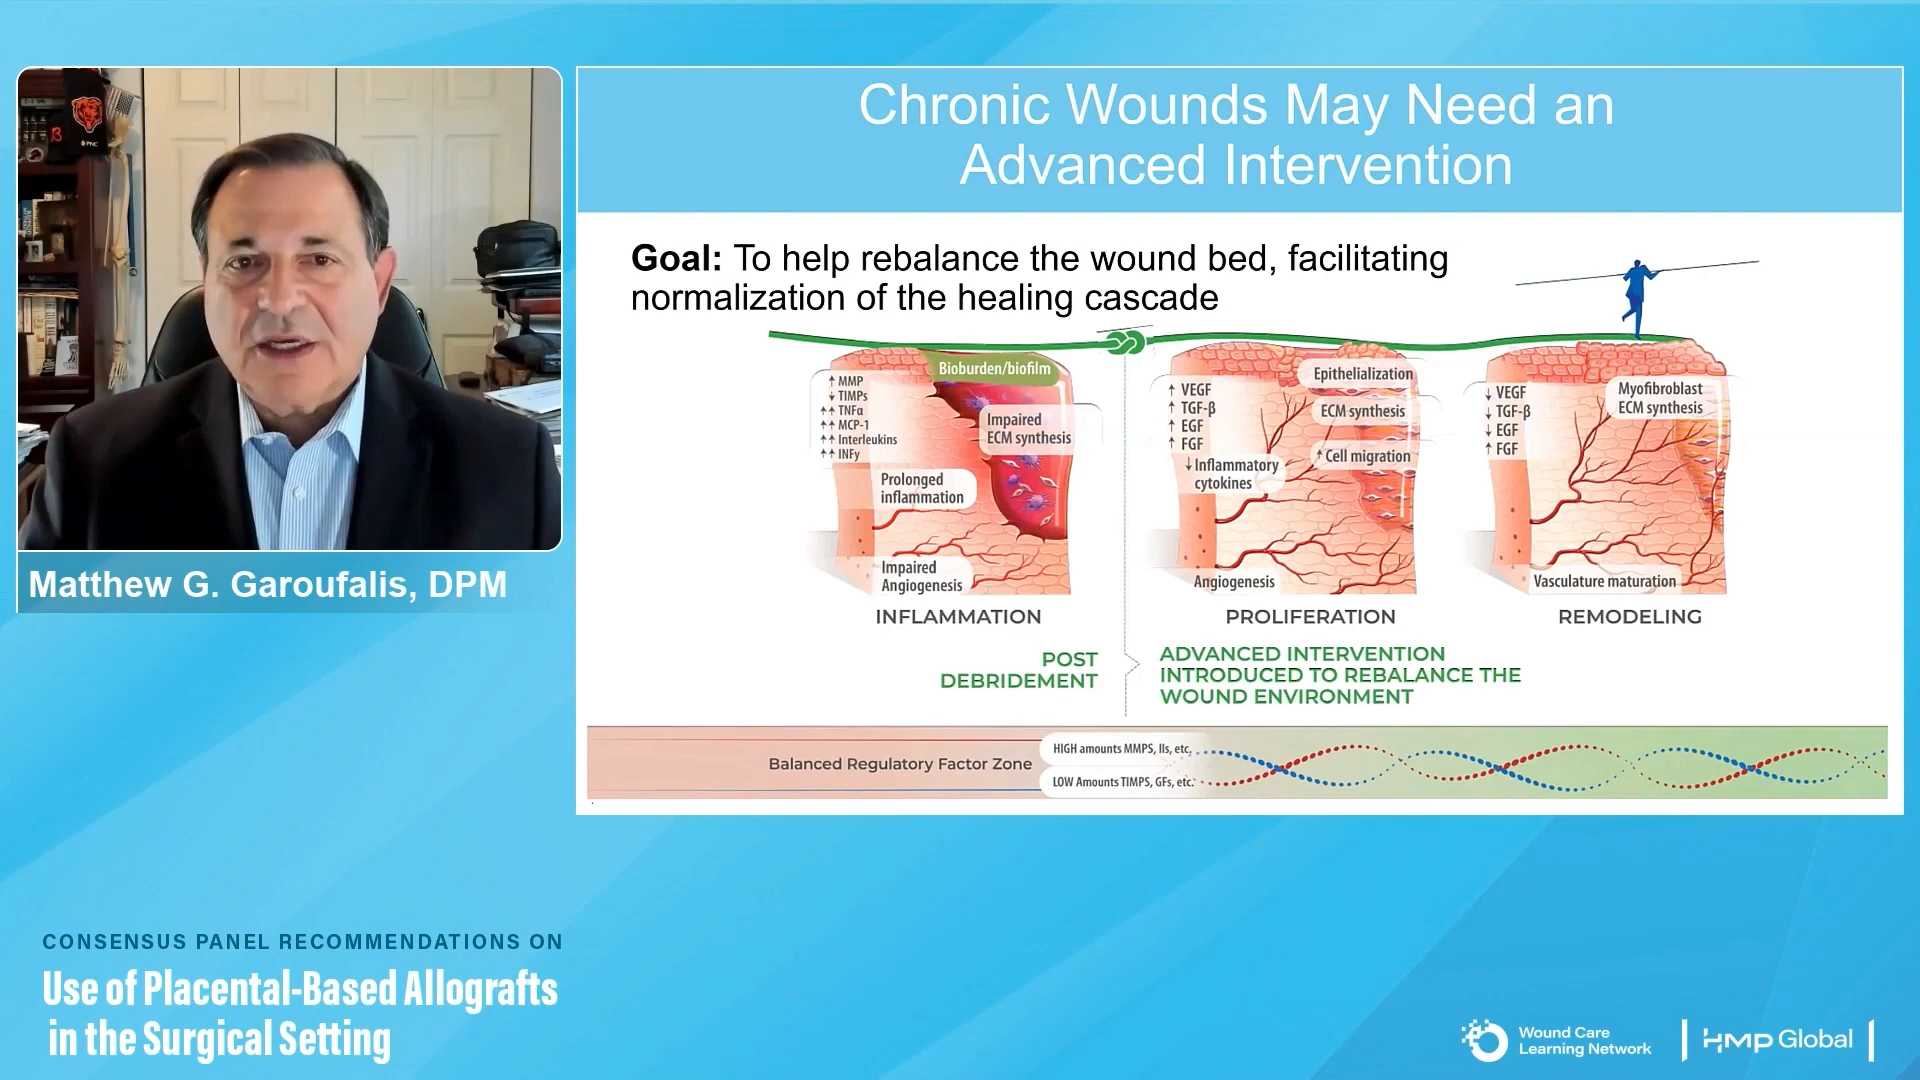 Chronic Wounds May Need an
Advanced Intervention
Goal: To help rebalance the wound bed, facilitating
normalization of the healing cascade
Bioburden/biofilm
↑ MMP
↓ TIMPs
↑↑ TNFα
↑↑ MCP-1
↑↑ Interleukins
↑↑ INFy
Impaired
ECM synthesis
Prolonged
inflammation
Impaired
Angiogenesis
INFLAMMATION
↑ VEGF
↑ TGF-β
↑ EGF
↑ FGF
↓ Inflammatory
cytokines
Epithelialization
ECM synthesis
↑ Cell migration
Angiogenesis
PROLIFERATION
↓ VEGF
↓ TGF-β
↓ EGF
↑ FGF
Myofibroblast
ECM synthesis
Vasculature maturation
REMODELING
POST
DEBRIDEMENT
ADVANCED INTERVENTION
INTRODUCED TO REBALANCE THE
WOUND ENVIRONMENT
Balanced Regulatory Factor Zone
HIGH amounts MMPS, IIs, etc.
LOW Amounts TIMPS, GFs, etc.
PNC
Matthew G. Garoufalis, DPM
CONSENSUS PANEL RECOMMENDATIONS ON
Use of Placental-Based Allografts
in the Surgical Setting
Wound Care
Learning Network
HMP Global